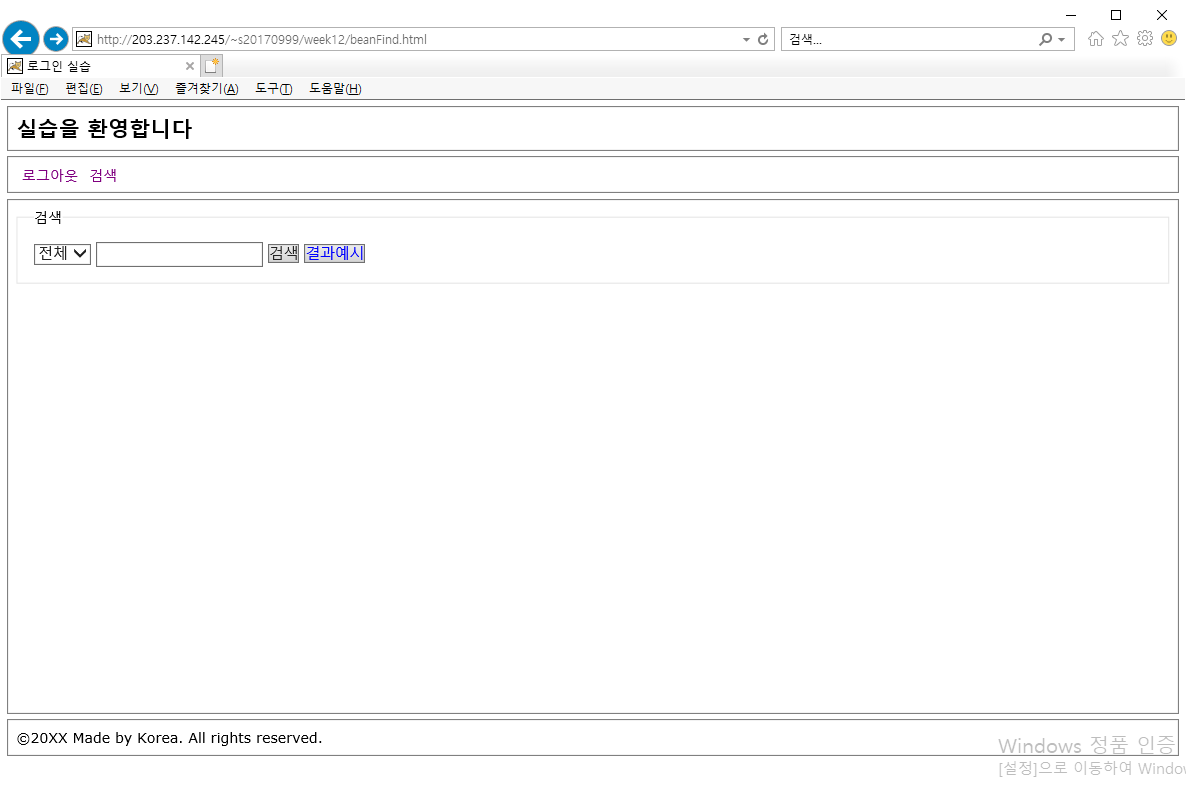 http://203.237.142.245/~s20170999/week12/beanFind.html 검색...
로그인 실습
파일(F) 편집(E) 보기(V) 즐겨찾기(A) 도구(T) 도움말(H)
실습을 환영합니다
로그아웃 검색
검색
전체 검색 결과예시
©20XX Made by Korea. All rights reserved.
Windows 정품 인증
[설정]으로 이동하여 Windo